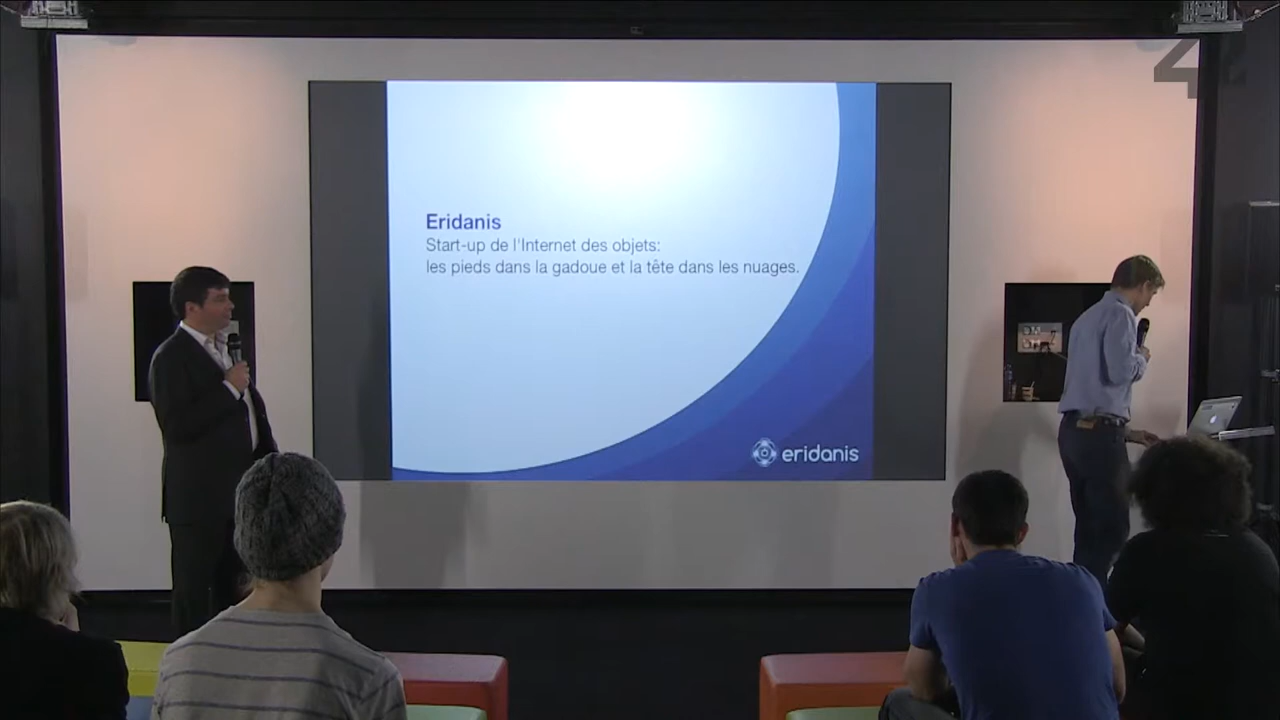 42
Eridanis
Start-up de l'Internet des objets:
les pieds dans la gadoue et la tête dans les nuages.
eridanis